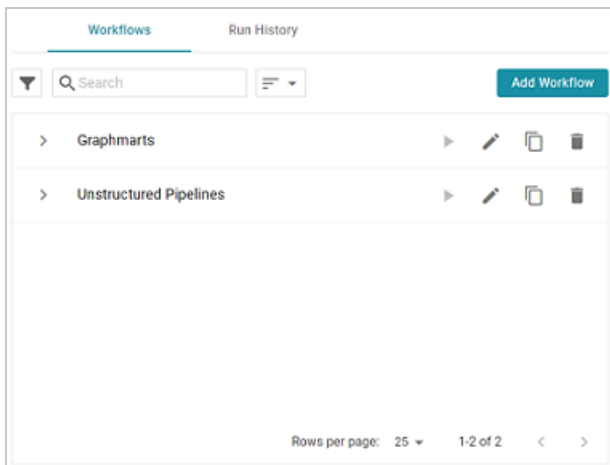 Workflows Run History
Search Add Workflow
Graphmarts
Unstructured Pipelines
Rows per page: 25 1-2 of 2